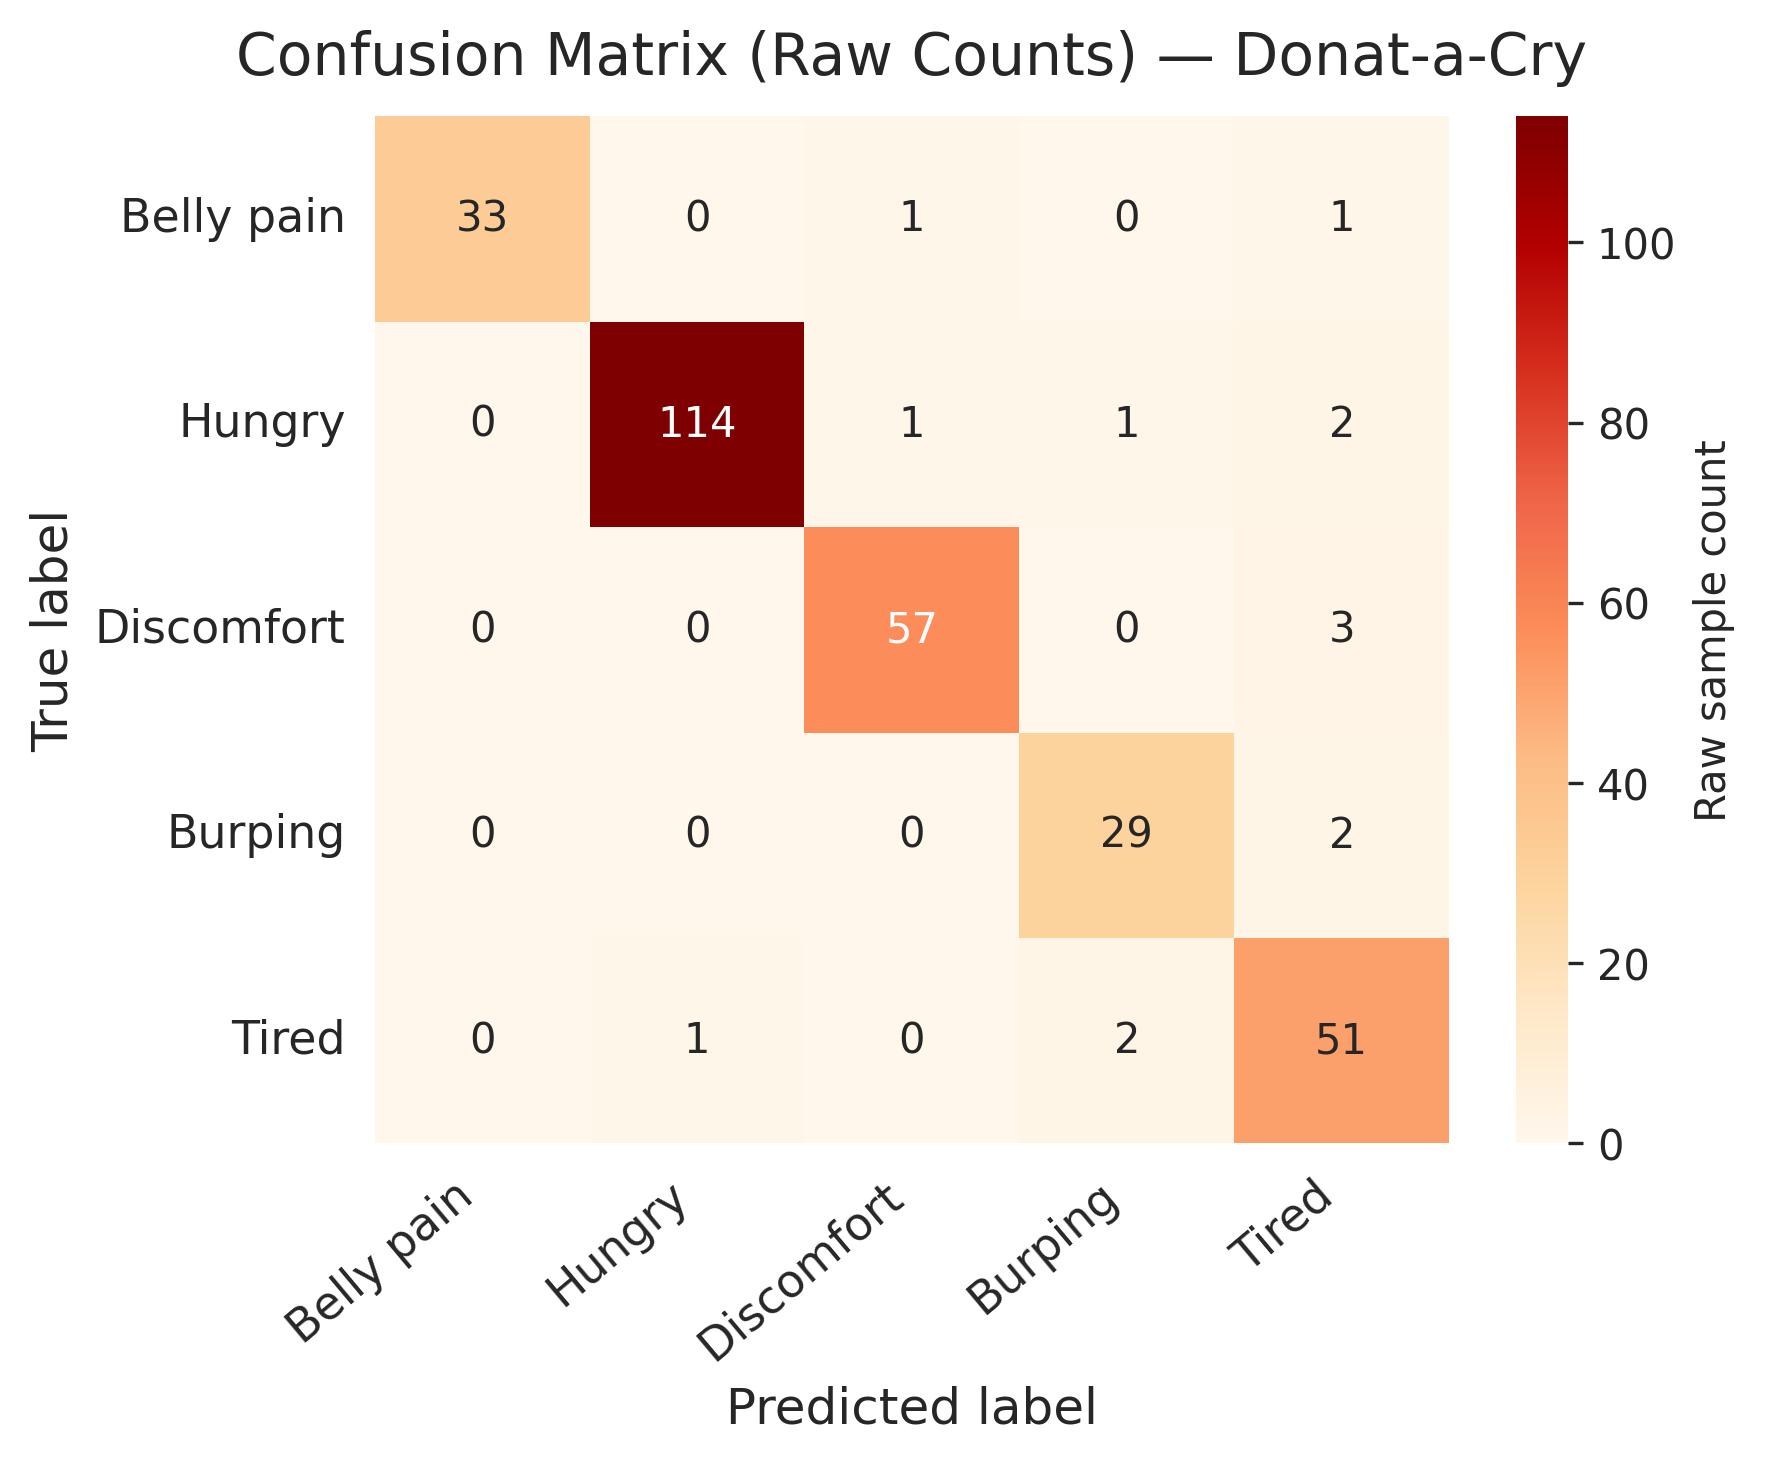 Confusion Matrix (Raw Counts) — Donat-a-Cry
True label
Belly pain 33 0 1 0 1
Hungry 0 114 1 1 2
Discomfort 0 0 57 0 3
Burping 0 0 0 29 2
Tired 0 1 0 2 51
Belly pain Hungry Discomfort Burping Tired
Predicted label
100
80
60
40
20
0
Raw sample count